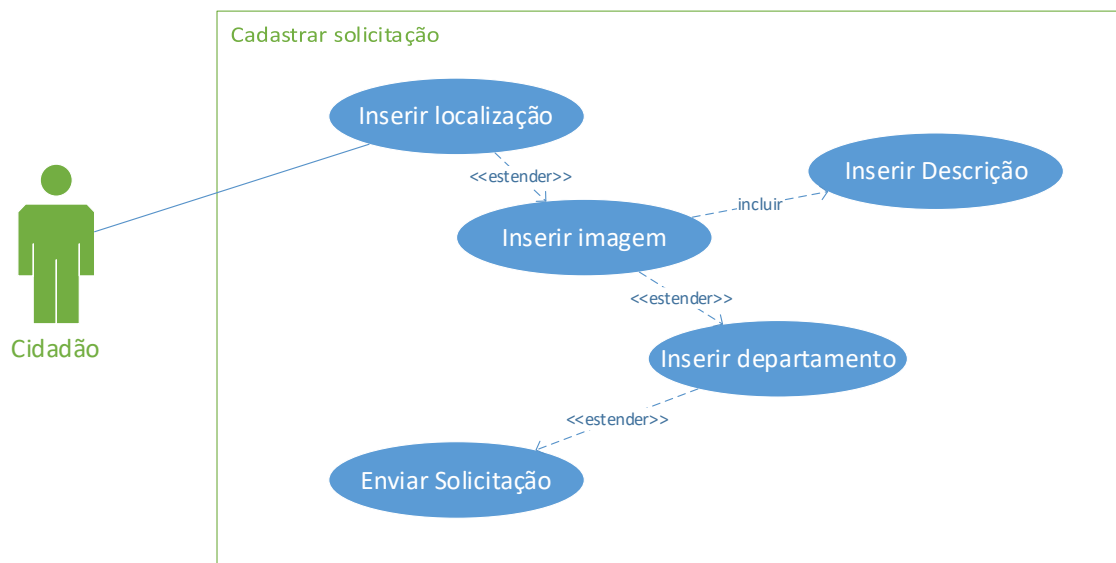 Cadastrar solicitação
Inserir localização
<<estender>>
Inserir Descrição
incluir
Inserir imagem
<<estender>>
Cidadão
Inserir departamento
<<estender>>
Enviar Solicitação